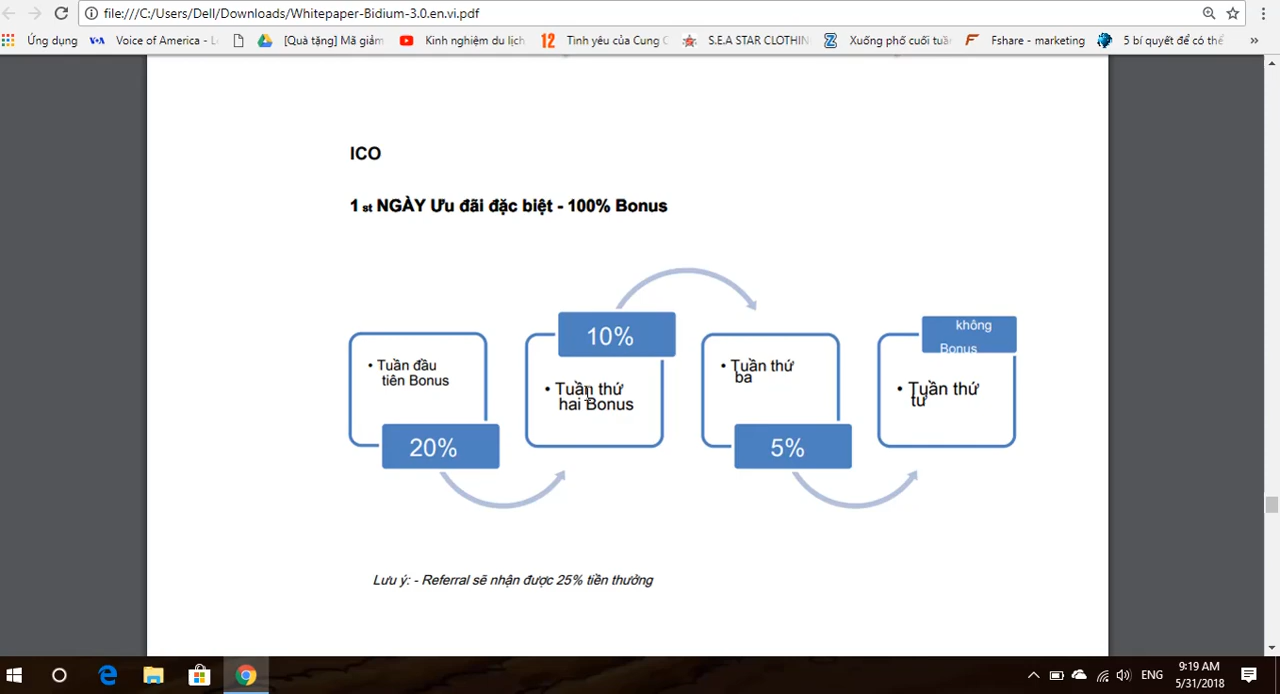 file:///C:/Users/Dell/Downloads/Whitepaper-Bidium-3.0.en.vi.pdf
Ứng dụng
VOA
Voice of America - L
[Quà tặng] Mã giảm
Kinh nghiệm du lịch
12
Tinh yêu của Cung
S.E.A STAR CLOTHIN
Z
Xuống phố cuối tuần
F
Fshare - marketing
5 bí quyết để có thể
»
ICO
1 st NGÀY Ưu đãi đặc biệt - 100% Bonus
• Tuần đầu
tiên Bonus
20%
10%
• Tuần thứ
hai Bonus
• Tuần thứ
ba
5%
không
Bonus
• Tuần thứ
tư
Lưu ý: - Referral sẽ nhận được 25% tiền thưởng
ENG
9:19 AM
5/31/2018